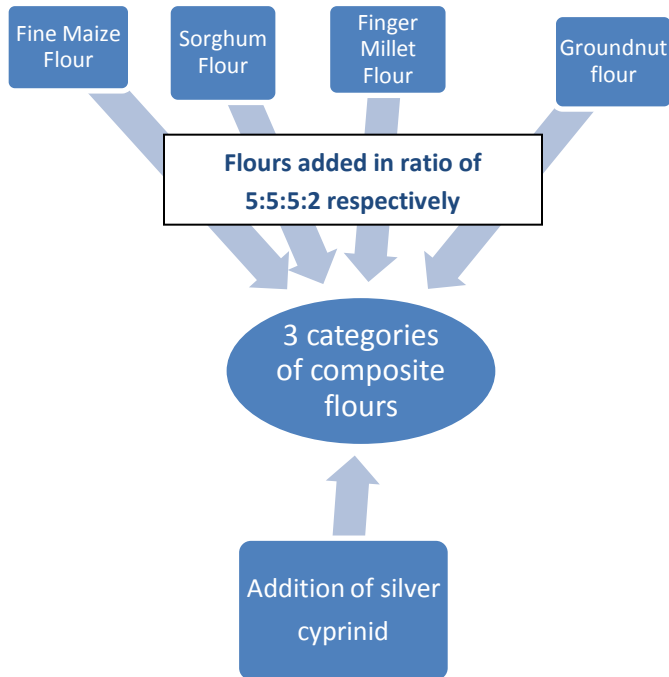 Fine Maize
Flour
Sorghum
Flour
Finger
Millet
Flour
Groundnut
flour
Flours added in ratio of
5:5:5:2 respectively
3 categories
of composite
flours
Addition of silver
cyprinid